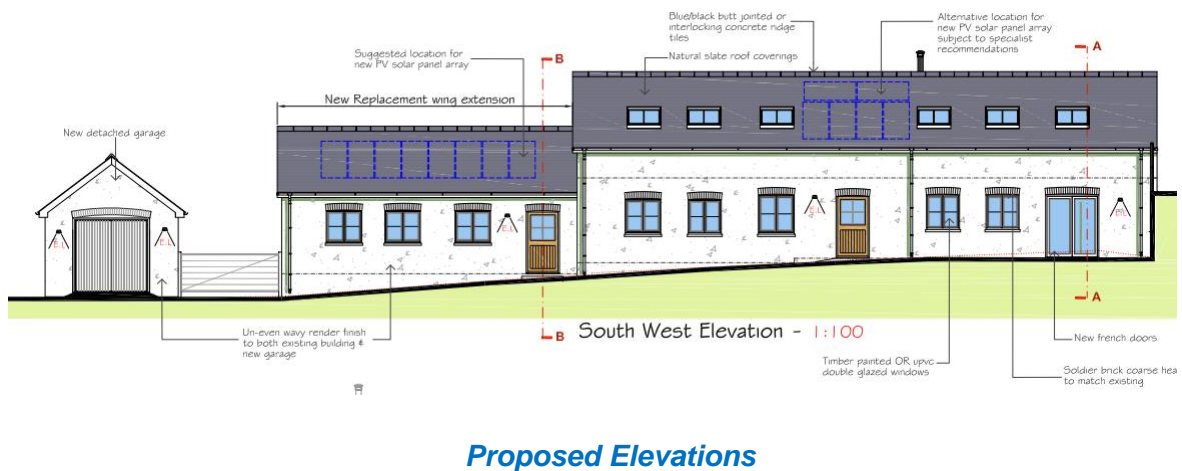 Blue/black butt jointed or
interlocking concrete ridge
tiles
Alternative location for
new PV solar panel array
subject to specialist
recommendations
Suggested location for
new PV solar panel array
Natural slate roof coverings
B
A
New Replacement wing extension
New detached garage
E.L
E.L
E.L
E.L
E.L
A
B
South West Elevation - 1:100
Un-even wavy render finish
to both existing building &
new garage
New french doors
Timber painted OR upvc
double glazed windows
Soldier brick coarse hea
to match existing
Proposed Elevations